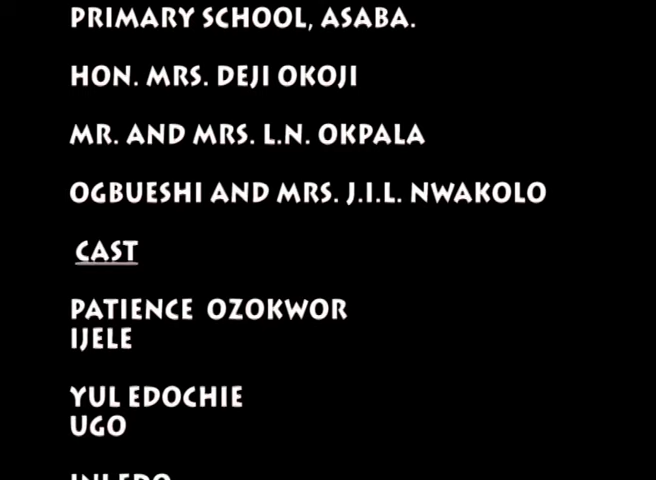 PRIMARY SCHOOL, ASABA.
HON. MRS. DEJI OKOJI
MR. AND MRS. L.N. OKPALA
OGBUESHI AND MRS. J.I.L. NWAKOLO
CAST
PATIENCE OZOKWOR
IJELE
YUL EDOCHIE
UGO